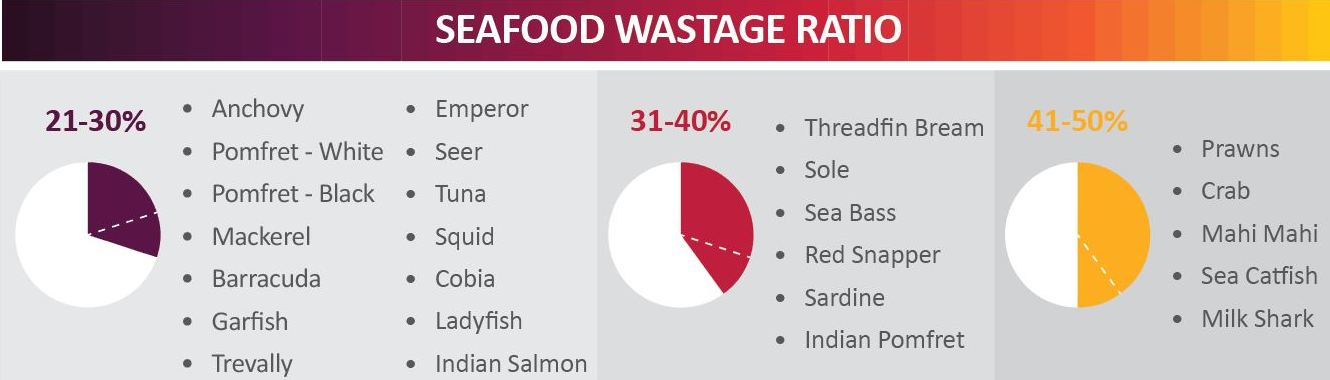 SEAFOOD WASTAGE RATIO
21-30%
• Anchovy
• Pomfret - White
• Pomfret - Black
• Mackerel
• Barracuda
• Garfish
• Trevally
• Emperor
• Seer
• Tuna
• Squid
• Cobia
• Ladyfish
• Indian Salmon
31-40%
• Threadfin Bream
• Sole
• Sea Bass
• Red Snapper
• Sardine
• Indian Pomfret
41-50%
• Prawns
• Crab
• Mahi Mahi
• Sea Catfish
• Milk Shark